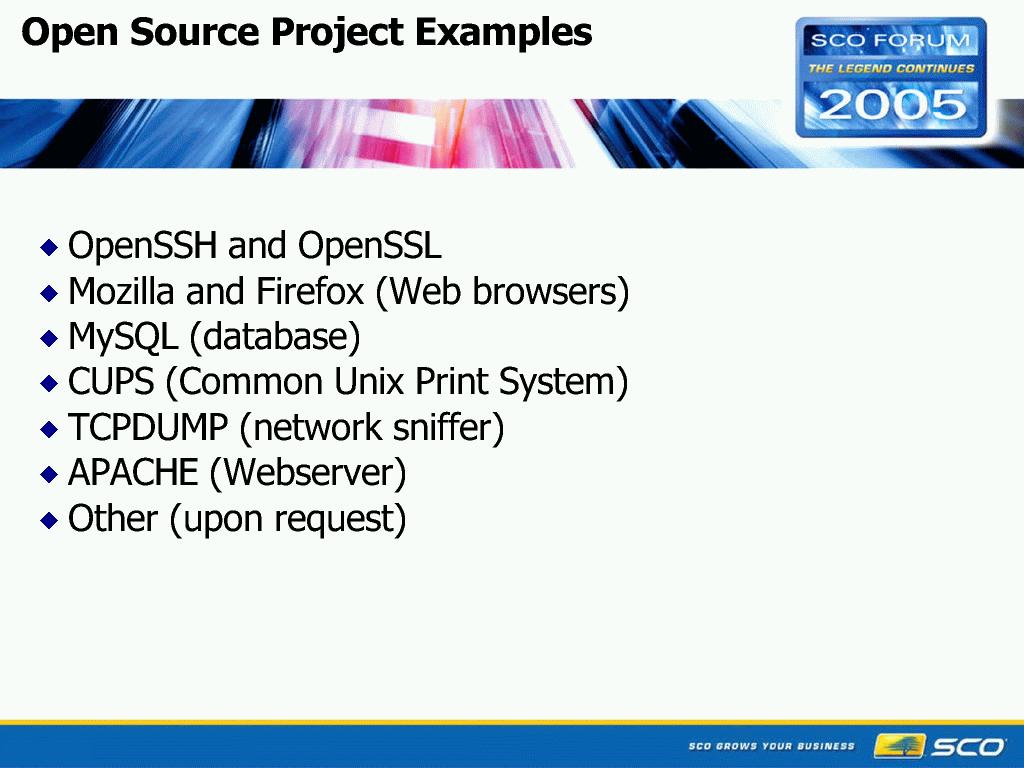 Open Source Project Examples
SCO FORUM
THE LEGEND CONTINUES
2005
OpenSSH and OpenSSL
Mozilla and Firefox (Web browsers)
MySQL (database)
CUPS (Common Unix Print System)
TCPDUMP (network sniffer)
APACHE (Webserver)
Other (upon request)
SCO GROWS YOUR BUSINESS
SCO